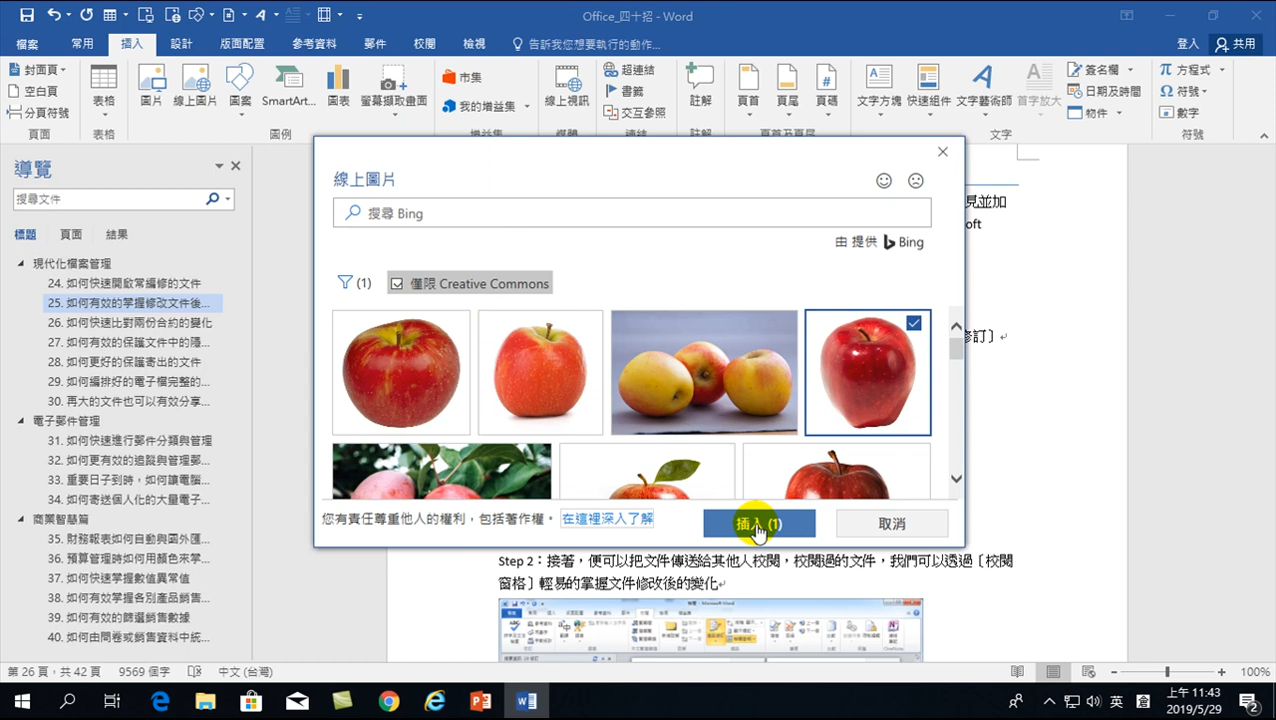 Office_四十招 - Word
檔案 常用 插入 設計 版面配置 參考資料 郵件 校閱 檢視 告訴我您想要執行的動作... 登入 共用
封面頁
空白頁
分頁符號
頁面
表格
表格
圖片 線上圖片 圖案 SmartArt... 圖表 螢幕擷取畫面
圖例
市集
我的增益集
增益集
線上視訊
媒體
超連結
書籤
交互參照
連結
註解
註解
頁首 頁尾 頁碼
頁首及頁尾
文字方塊 快速組件 文字藝術師 首字放大
簽名欄
日期及時間
物件
文字
方程式
符號
數字
符號
導覽
搜尋文件
標題 頁面 結果
現代化檔案管理
24. 如何快速開啟常編修的文件
25. 如何有效的掌握修改文件後...
26. 如何快速比對兩份合約的變化
27. 如何有效的保護文件中的隱...
28. 如何更好的保護寄出的文件
29. 如何編排好的電子檔完整的...
30. 再大的文件也可以有效分享...
電子郵件管理
31. 如何快速進行郵件分類與管理
32. 如何更有效的追蹤與管理郵...
33. 重要日子到時，如何讓電腦...
34. 如何寄送個人化的大量電子...
商業智慧篇
35. 財務報表如何自動與國外匯...
36. 預算管理時如何用顏色來掌...
37. 如何快速掌握數值異常值
38. 如何有效掌握各別產品銷售...
39. 如何有效的篩選銷售數據
40. 如何由問卷或銷售資料中統...
線上圖片
搜尋 Bing
由 提供 Bing
(1) 僅限 Creative Commons
您有責任尊重他人的權利，包括著作權。 在這裡深入了解
插入 (1) 取消
見並加
oft
修訂〕
Step 2：接著，便可以把文件傳送給其他人校閱，校閱過的文件，我們可以透過〔校閱
窗格〕輕易的掌握文件修改後的變化
第 26 頁，共 42 頁 9569 個字 中文 (台灣) 100%
英 上午 11:43
2019/5/29
2